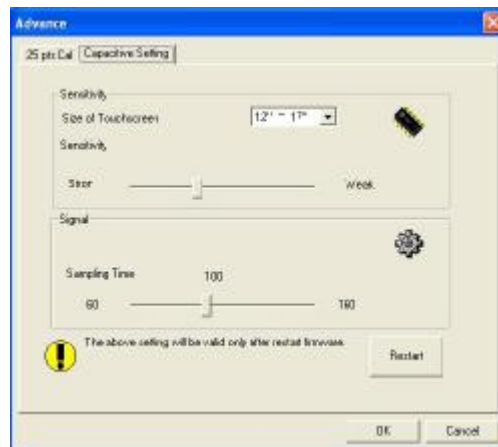 Advance
25 pts Cal Capacitive Setting
Sensitivity
Size of Touchscreen 12" ~ 17"
Sensitivity
Stron Weak
Signal
Sampling Time 100
60 160
The above setting will be valid only after restart firmware.
Restart
OK Cancel